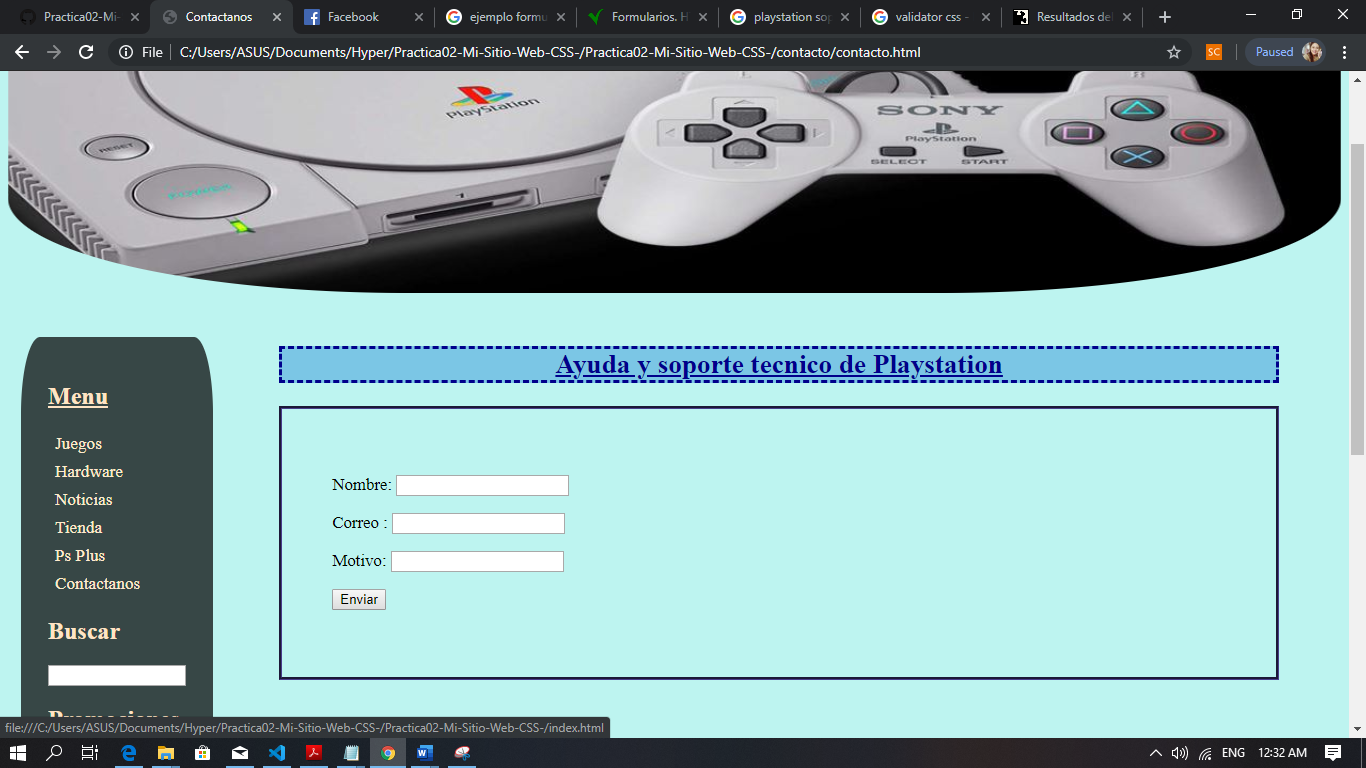 Practica02-Mi-
Contactanos
Facebook
ejemplo formu
Formularios. H
playstation sop
validator css -
Resultados del
File
C:/Users/ASUS/Documents/Hyper/Practica02-Mi-Sitio-Web-CSS-/Practica02-Mi-Sitio-Web-CSS-/contacto/contacto.html
SC
Paused
PlayStation
RESET
SONY
PlayStation
SELECT
START
Menu
Juegos
Hardware
Noticias
Tienda
Ps Plus
Contactanos
Buscar
Promociones
Ayuda y soporte tecnico de Playstation
Nombre:
Correo :
Motivo:
Enviar
file:///C:/Users/ASUS/Documents/Hyper/Practica02-Mi-Sitio-Web-CSS-/Practica02-Mi-Sitio-Web-CSS-/index.html
ENG
12:32 AM